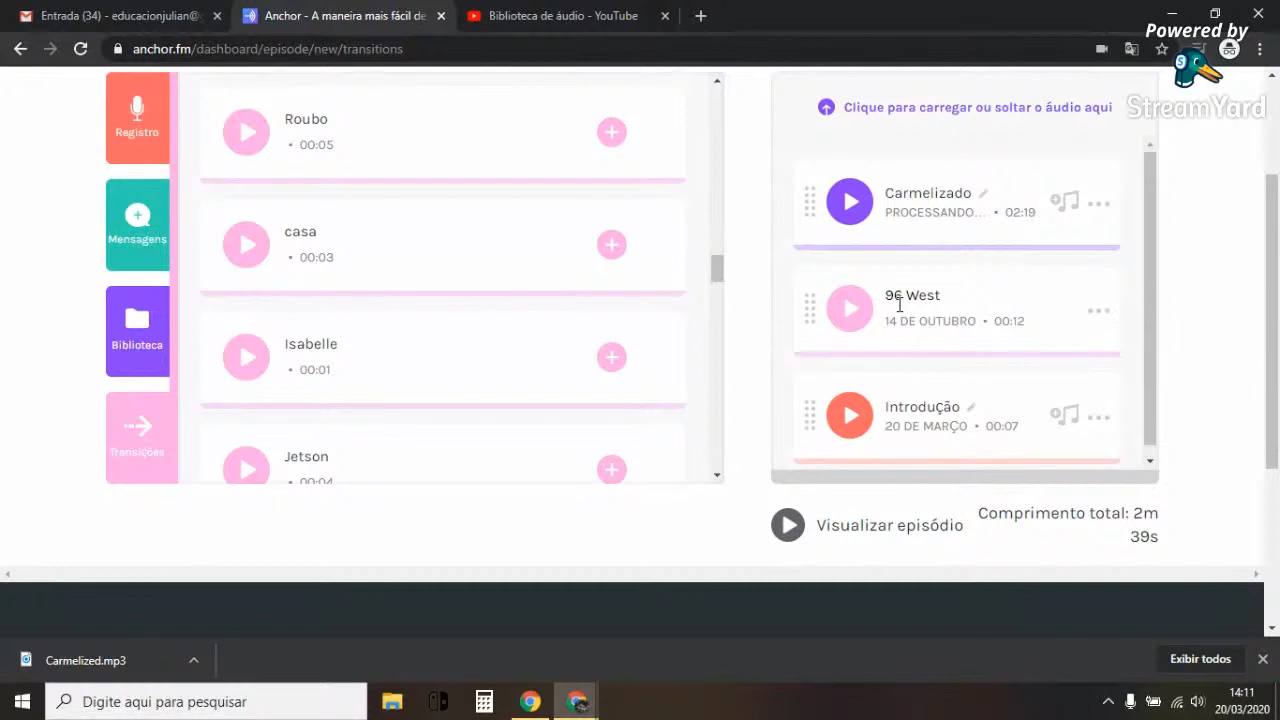 Entrada (34) - educacionjulian@
Anchor - A maneira mais fácil de
Biblioteca de áudio - YouTube
anchor.fm/dashboard/episode/new/transitions
Powered by
StreamYard
Registro
Mensagens
Biblioteca
Transições
Roubo
• 00:05
casa
• 00:03
Isabelle
• 00:01
Jetson
• 00:04
Clique para carregar ou soltar o áudio aqui
Carmelizado
PROCESSANDO... • 02:19
96 West
14 DE OUTUBRO • 00:12
Introdução
20 DE MARÇO • 00:07
Visualizar episódio
Comprimento total: 2m
39s
Carmelized.mp3
Exibir todos
Digite aqui para pesquisar
14:11
20/03/2020